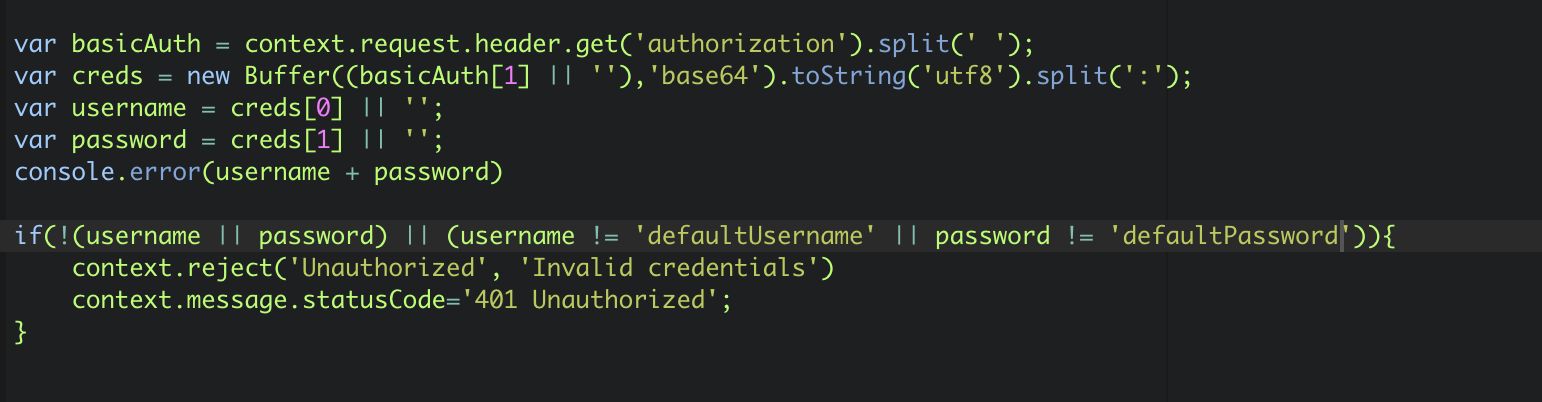 var basicAuth = context.request.header.get('authorization').split(' ');
var creds = new Buffer((basicAuth[1] || ''),'base64').toString('utf8').split(':');
var username = creds[0] || '';
var password = creds[1] || '';
console.error(username + password)
if(!(username || password) || (username != 'defaultUsername' || password != 'defaultPassword')){
    context.reject('Unauthorized', 'Invalid credentials')
    context.message.statusCode='401 Unauthorized';
}